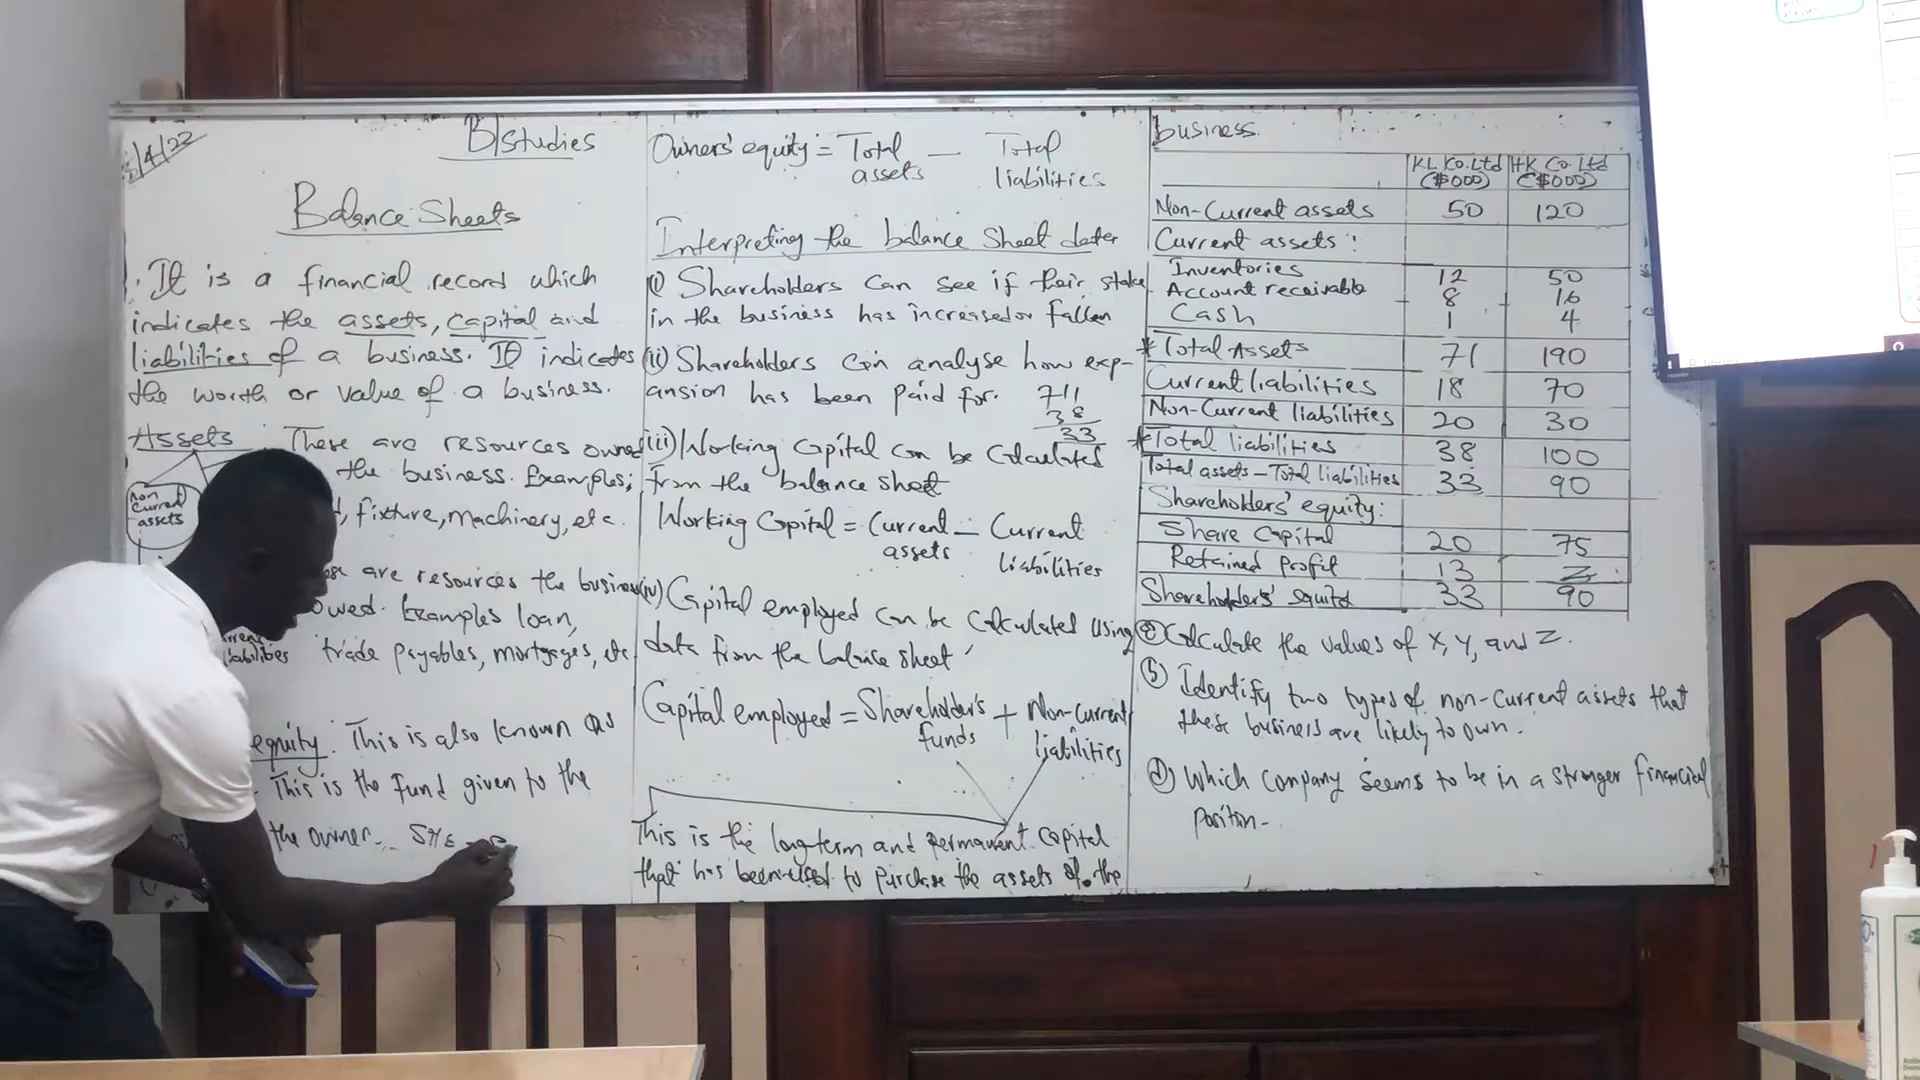 5/4/22
B/Studies
Balance Sheets
It is a financial record which
indicates the assets, capital and
liabilities of a business. It indicates
the worth or value of a business.
Assets: These are resources owned
the business. Examples;
fixture, machinery, etc.
non
current
assets
are resources the business
owed. Examples loan,
liabilities trade payables, mortgages, etc
equity: This is also known as
This is the fund given to the
the owner.. SHE
Owners' equity = Total assets — Total liabilities
Interpreting the balance sheet data
(i) Shareholders can see if their stake
in the business has increased or fallen
(ii) Shareholders can analyse how exp-
ansion has been paid for.
711
38
33
(iii) Working Capital can be Calculated
from the balance sheet
Working Capital = Current assets — Current liabilities
(iv) Capital employed can be calculated using
data from the balance sheet
Capital employed = Shareholder's funds + Non-current liabilities
This is the longterm and permanent capital
that has been used to purchase the assets of the
business.
KL Co. Ltd ($000) HK Co. Ltd ($000)
Non-Current assets 50 120
Current assets:
Inventories 12 50
Account receivable 8 16
Cash 1 4
* Total Assets 71 190
Current liabilities 18 70
Non-Current liabilities 20 30
* Total liabilities 38 100
Total assets - Total liabilities 33 90
Shareholders' equity:
Share Capital 20 75
Retained profit 13 Z
Shareholders' equity 33 90
Calculate the values of X, Y, and Z.
(b) Identify two types of non-current assets that
these business are likely to own.
(d) Which company seems to be in a stronger financial
position-